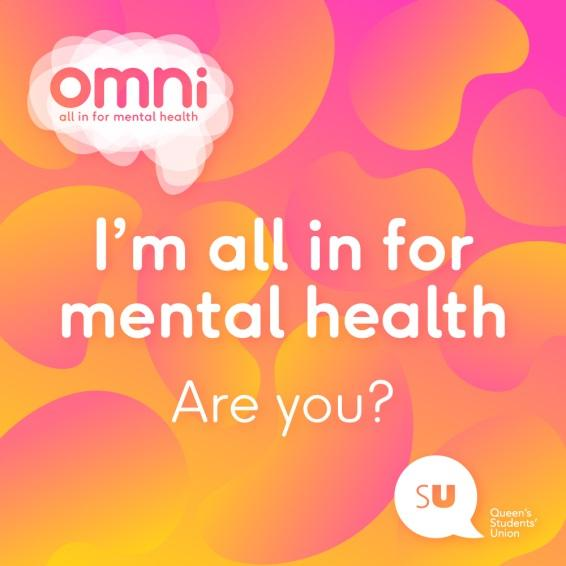 omni
all in for mental health
I'm all in for
mental health
Are you?
SU
Queen's
Students'
Union